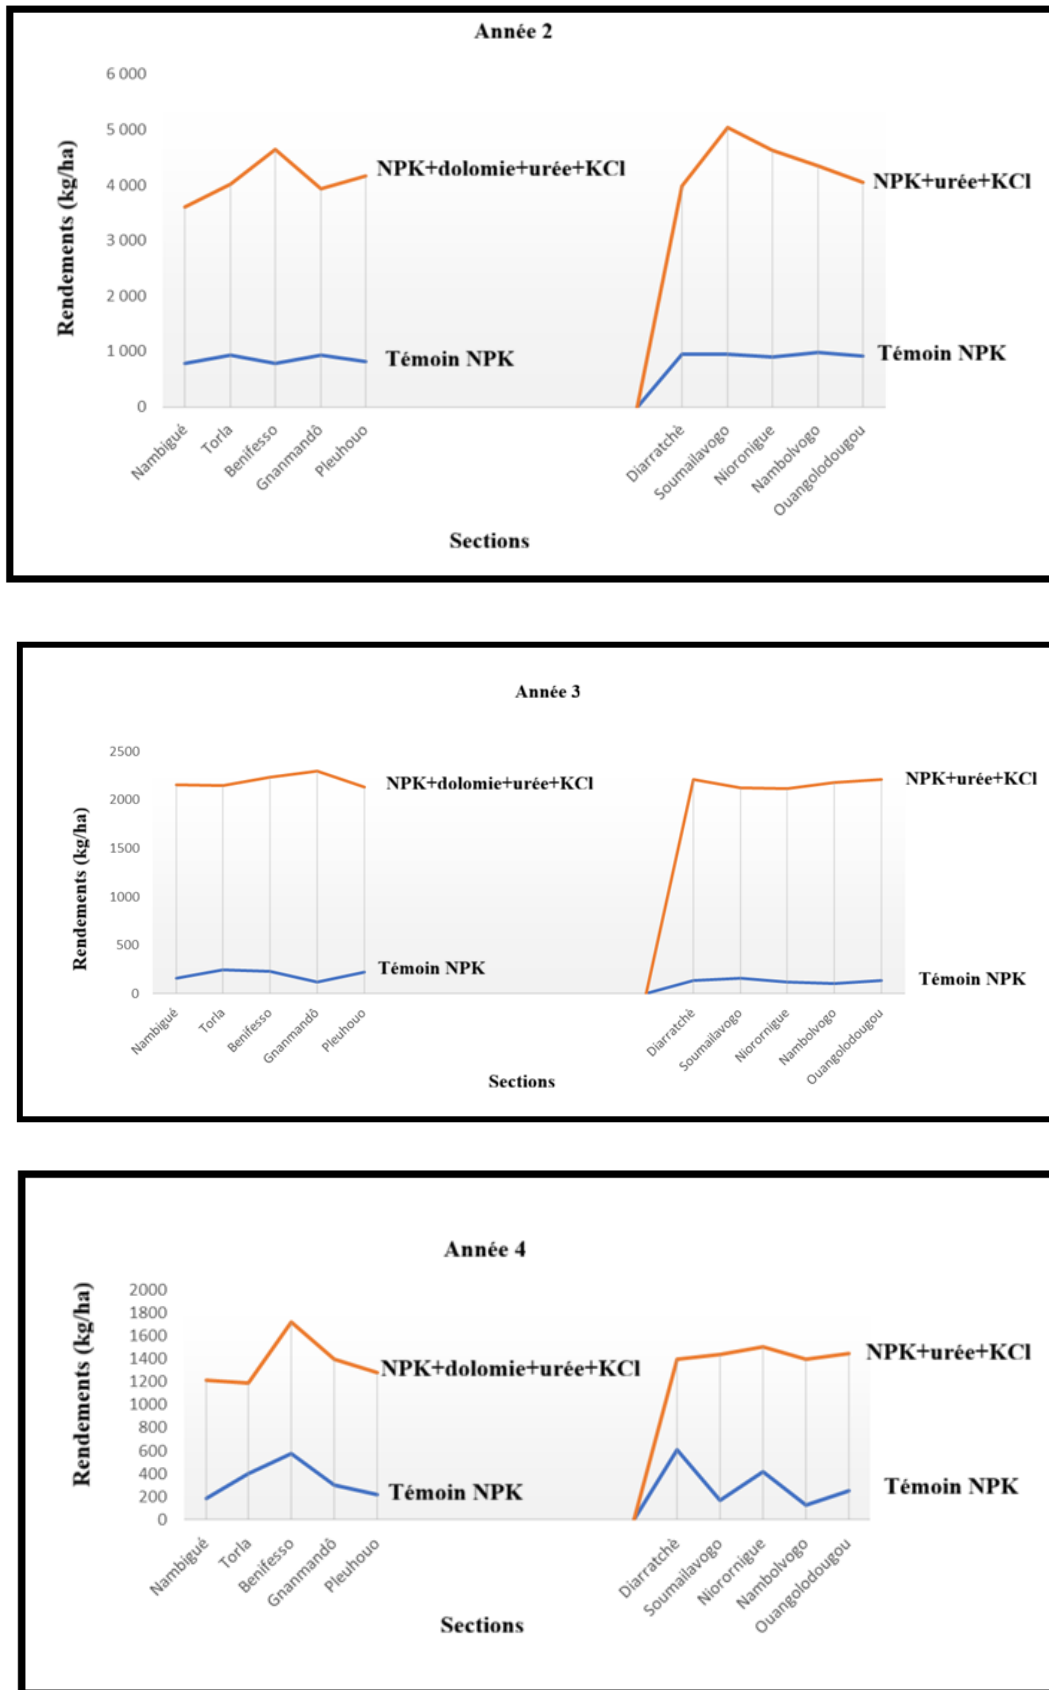 Année 2
Rendements (kg/ha)
6 000
5 000
4 000
3 000
2 000
1 000
0
NPK+dolomie+urée+KCl
Témoin NPK
NPK+urée+KCl
Témoin NPK
Nambigué
Torla
Benifesso
Gnanmandô
Pleuhouo
Diarratchè
Soumailavogo
Nioronigue
Nambolvogo
Ouangolodougou
Sections
Année 3
Rendements (kg/ha)
2500
2000
1500
1000
500
0
NPK+dolomie+urée+KCl
Témoin NPK
NPK+urée+KCl
Témoin NPK
Nambigué
Torla
Benifesso
Gnanmandô
Pleuhouo
Diarratchè
Soumailavogo
Niorornigue
Nambolvogo
Ouangolodougou
Sections
Année 4
Rendements (kg/ha)
2000
1800
1600
1400
1200
1000
800
600
400
200
0
NPK+dolomie+urée+KCl
Témoin NPK
NPK+urée+KCl
Témoin NPK
Nambigué
Torla
Benifesso
Gnanmandô
Pleuhouo
Diarratchè
Soumailavogo
Niorornigue
Nambolvogo
Ouangolodougou
Sections